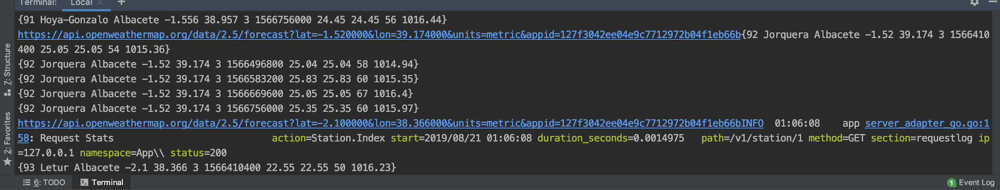 Terminal: Local × +
{91 Hoya-Gonzalo Albacete -1.556 38.957 3 1566756000 24.45 24.45 56 1016.44}
https://api.openweathermap.org/data/2.5/forecast?lat=-1.520000&lon=39.174000&units=metric&appid=127f3042ee04e9c7712972b04f1eb66b{92 Jorquera Albacete -1.52 39.174 3 1566410
400 25.05 25.05 54 1015.36}
{92 Jorquera Albacete -1.52 39.174 3 1566496800 25.04 25.04 58 1014.94}
{92 Jorquera Albacete -1.52 39.174 3 1566583200 25.83 25.83 60 1015.35}
{92 Jorquera Albacete -1.52 39.174 3 1566669600 25.05 25.05 67 1016.4}
{92 Jorquera Albacete -1.52 39.174 3 1566756000 25.35 25.35 60 1015.97}
https://api.openweathermap.org/data/2.5/forecast?lat=-2.100000&lon=38.366000&units=metric&appid=127f3042ee04e9c7712972b04f1eb66bINFO 01:06:08 app server_adapter_go.go:1
58: Request Stats action=Station.Index start=2019/08/21 01:06:08 duration_seconds=0.0014975 path=/v1/station/1 method=GET section=requestlog ip
=127.0.0.1 namespace=App\\ status=200
{93 Letur Albacete -2.1 38.366 3 1566410400 22.55 22.55 50 1016.23}
Z: Structure
2: Favorites
6: TODO Terminal 1 Event Log